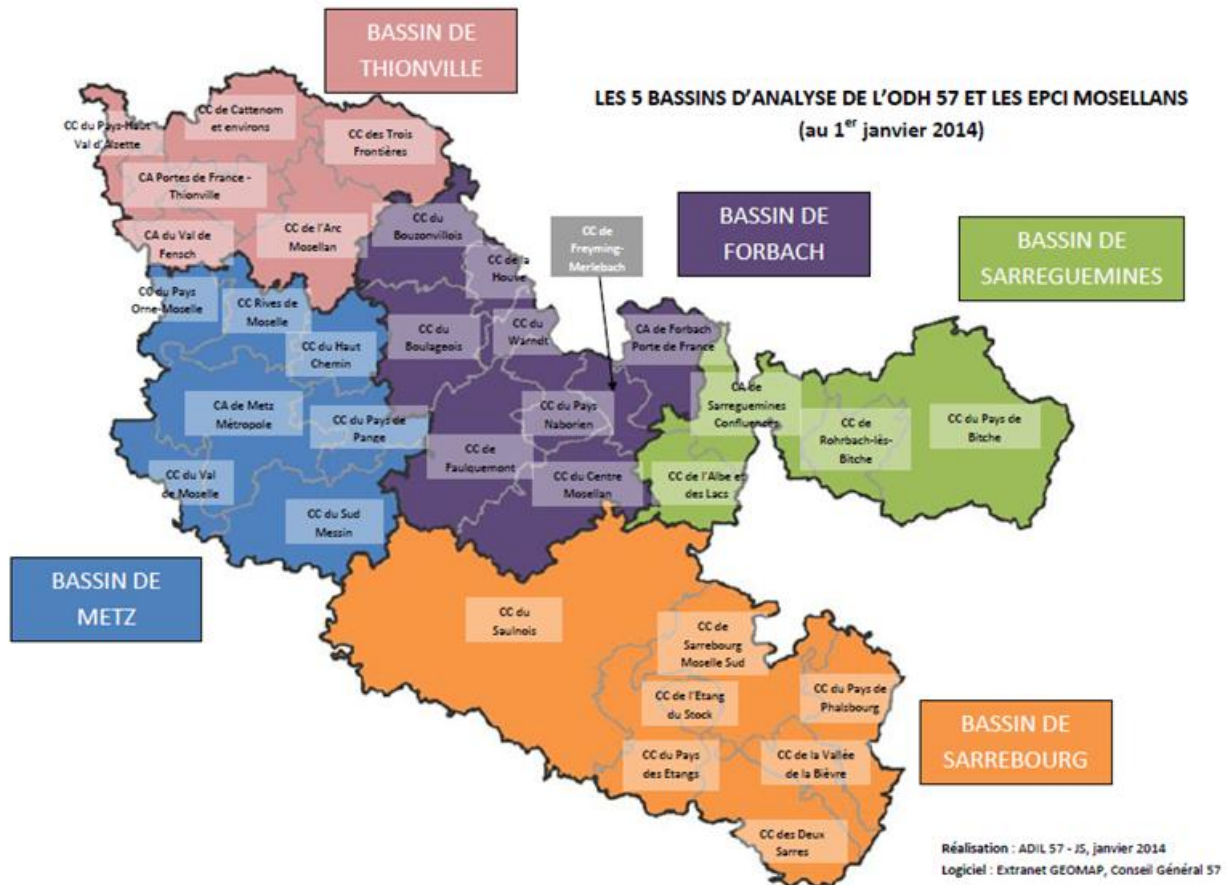 BASSIN DE
THIONVILLE
LES 5 BASSINS D'ANALYSE DE L'ODH 57 ET LES EPCI MOSELLANS
(au 1er janvier 2014)
CC du Pays-Haut
Val d'Alzette
CC de Cattenom
et environs
CC des Trois
Frontières
CA Portes de France -
Thionville
CA du Val de
Fensch
CC de l'Arc
Mosellan
BASSIN DE
FORBACH
CC du
Bouzonvillois
CC de la
Houve
CC de
Freyming-
Merlebach
CC du
Boulageois
CC du
Warndt
CA de Forbach
Porte de France
CC du Pays
Naborien
CC de
Faulquemont
CC du Centre
Mosellan
BASSIN DE
SARREGUEMINES
CA de
Sarreguemines
Confluences
CC de
Rohrbach-lès-
Bitche
CC du Pays de
Bitche
CC de l'Albe et
des Lacs
CC du Pays
Orne-Moselle
CC Rives de
Moselle
CC du Haut
Chemin
CA de Metz
Métropole
CC du Pays de
Pange
CC du Val
de Moselle
CC du Sud
Messin
BASSIN DE
METZ
CC du
Saulnois
CC de
Sarrebourg
Moselle Sud
CC de l'Etang
du Stock
CC du Pays de
Phalsbourg
CC du Pays
des Etangs
CC de la Vallée
de la Bièvre
CC des Deux
Sarres
BASSIN DE
SARREBOURG
Réalisation : ADIL 57 - JS, janvier 2014
Logiciel : Extranet GEOMAP, Conseil Général 57